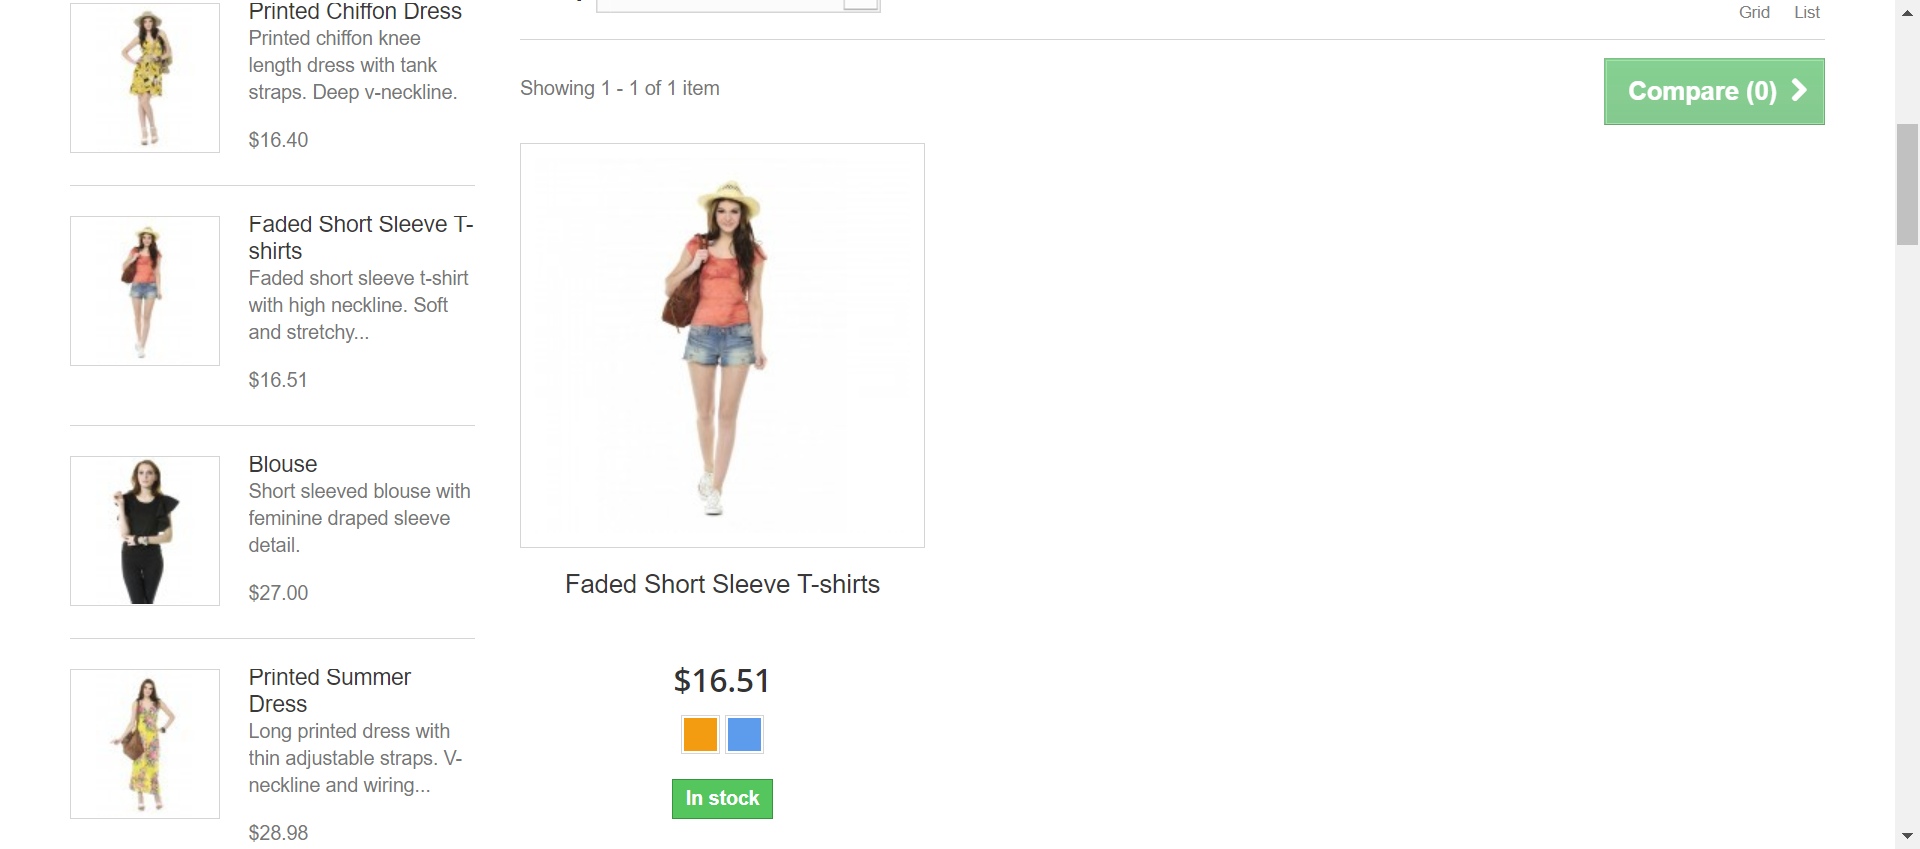 Printed Chiffon Dress
Printed chiffon knee
length dress with tank
straps. Deep v-neckline.
$16.40
Faded Short Sleeve T-
shirts
Faded short sleeve t-shirt
with high neckline. Soft
and stretchy...
$16.51
Blouse
Short sleeved blouse with
feminine draped sleeve
detail.
$27.00
Printed Summer
Dress
Long printed dress with
thin adjustable straps. V-
neckline and wiring...
$28.98
Grid List
Showing 1 - 1 of 1 item
Compare (0)
Faded Short Sleeve T-shirts
$16.51
In stock